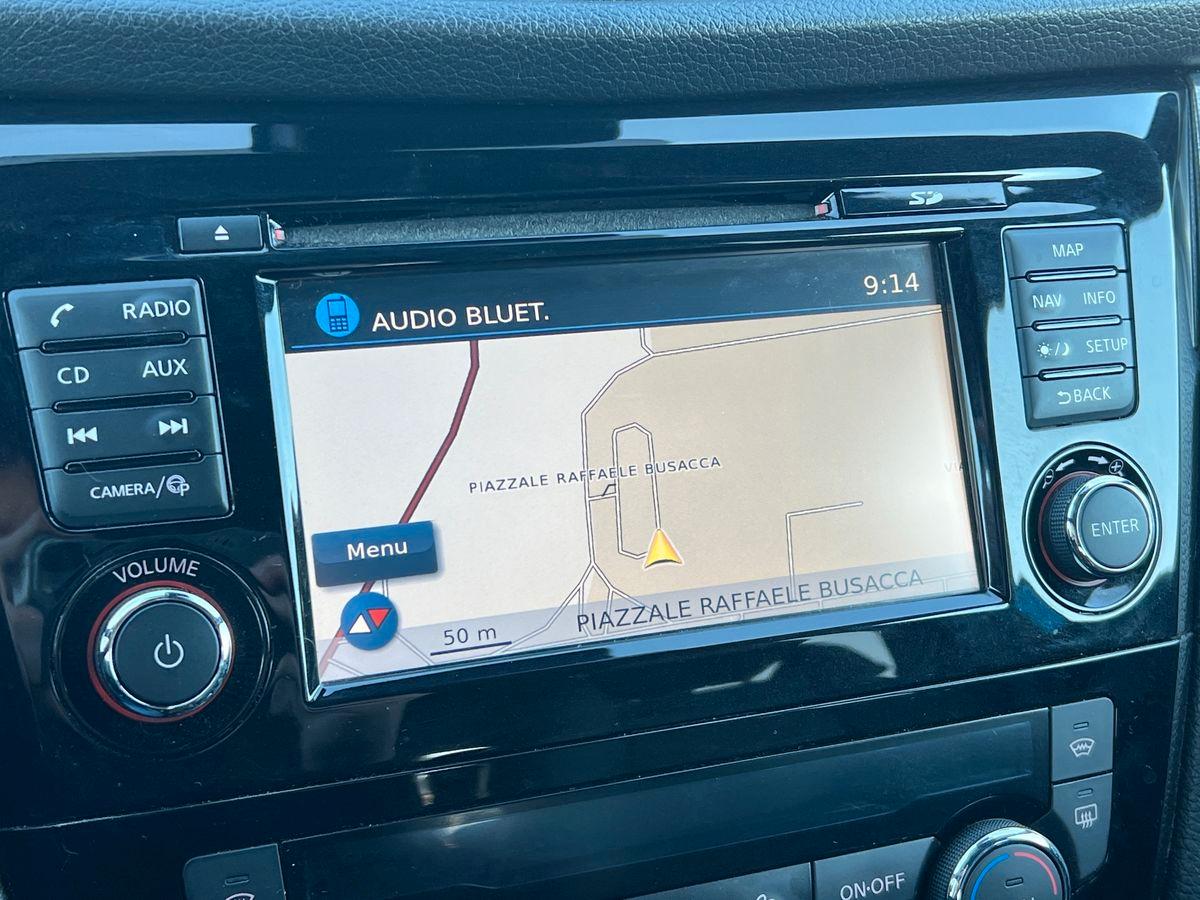 SD
MAP
RADIO
AUDIO BLUET.
9:14
NAV INFO
CD AUX
SETUP
BACK
PIAZZALE RAFFAELE BUSACCA
CAMERA/
ENTER
Menu
VOLUME
50 m
PIAZZALE RAFFAELE BUSACCA
ON·OFF